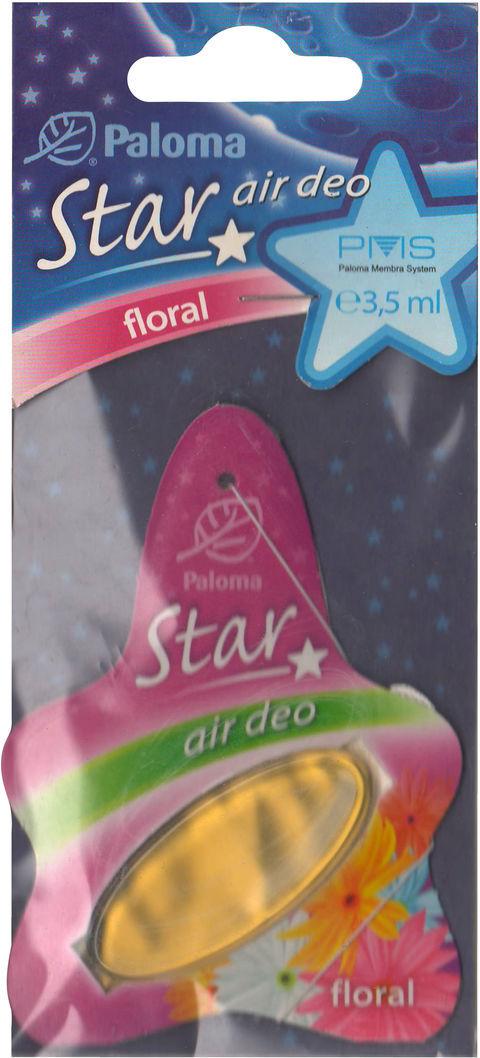 Paloma
Star air deo
PMS
Paloma Membra System
℮3,5 ml
floral
Paloma
Star
air deo
floral